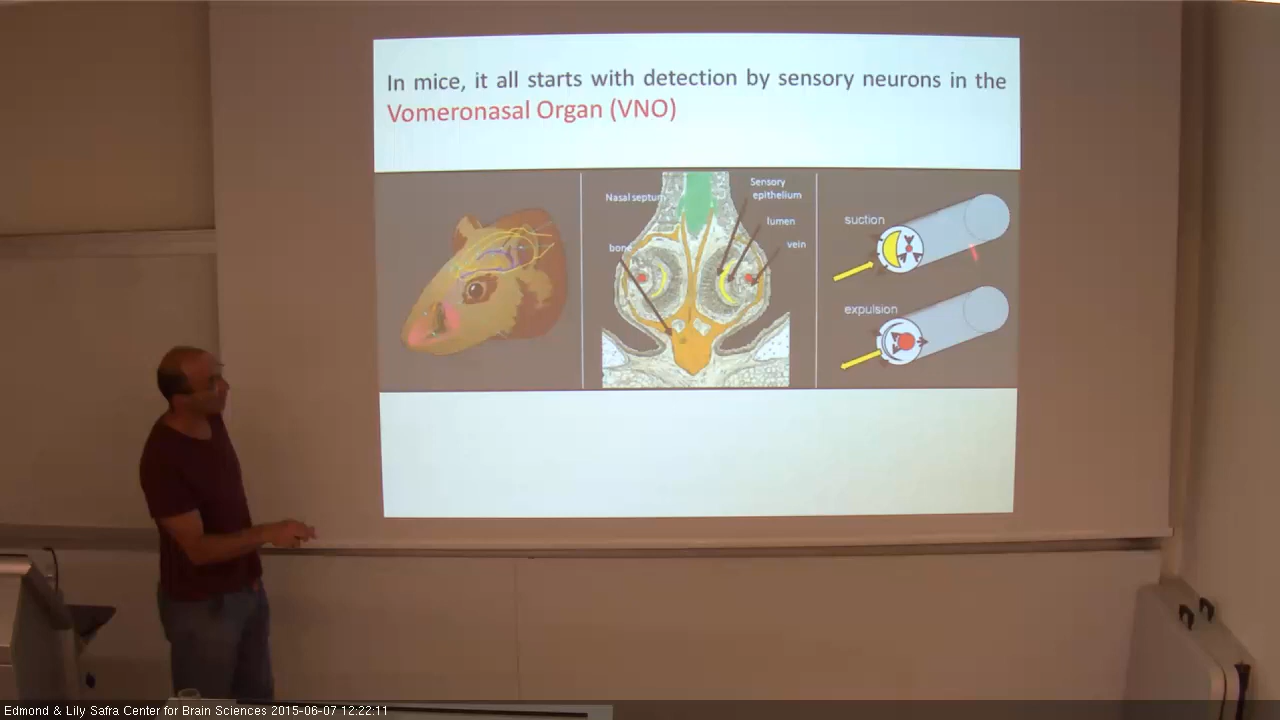 In mice, it all starts with detection by sensory neurons in the
Vomeronasal Organ (VNO)
Nasal septum
bone
Sensory
epithelium
lumen
vein
suction
expulsion
Edmond & Lily Safra Center for Brain Sciences 2015-06-07 12:22:11